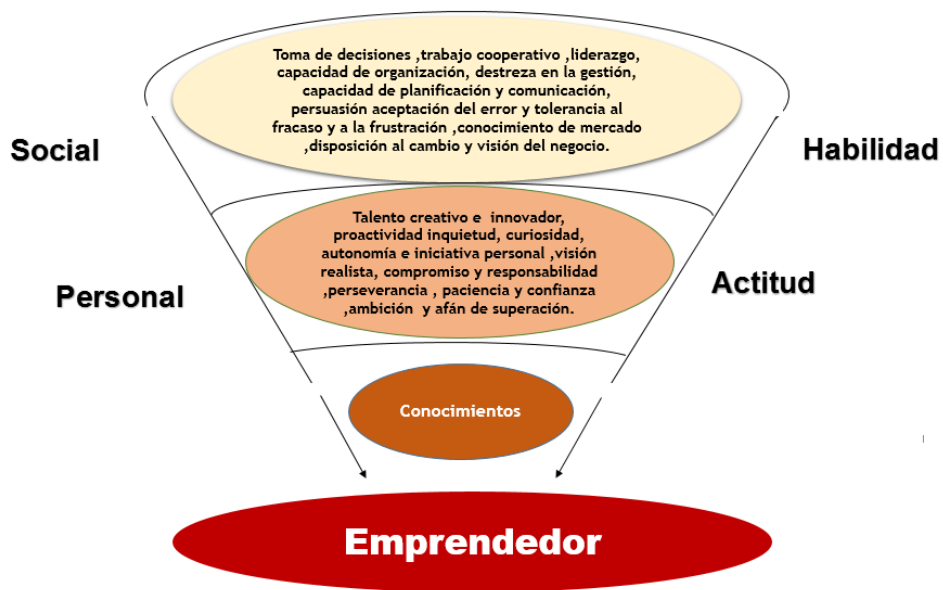 Toma de decisiones ,trabajo cooperativo ,liderazgo,
capacidad de organización, destreza en la gestión,
capacidad de planificación y comunicación,
persuasión aceptación del error y tolerancia al
fracaso y a la frustración ,conocimiento de mercado
,disposición al cambio y visión del negocio.
Social
Habilidad
Talento creativo e innovador,
proactividad inquietud, curiosidad,
autonomía e iniciativa personal ,visión
realista, compromiso y responsabilidad
,perseverancia , paciencia y confianza
,ambición y afán de superación.
Personal
Actitud
Conocimientos
Emprendedor